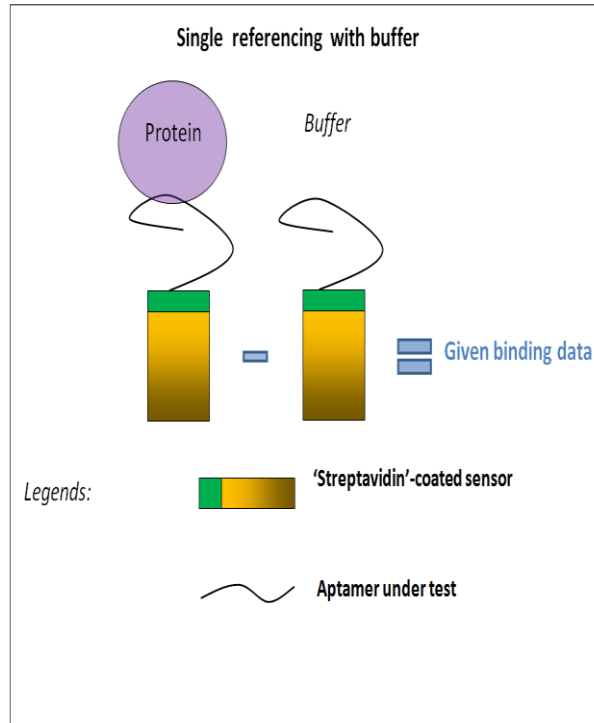 Single referencing with buffer
Protein
Buffer
Given binding data
Legends:
'Streptavidin'-coated sensor
Aptamer under test